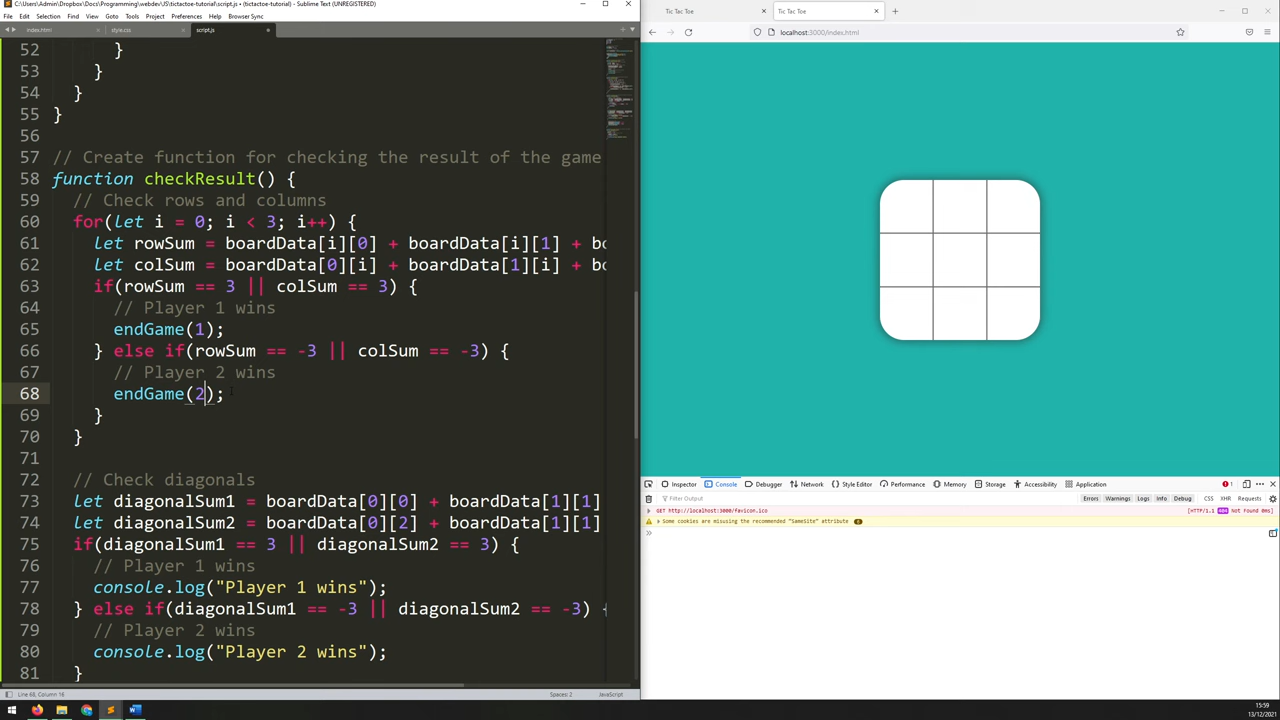 C:\Users\Admin\Dropbox\Docs\Programming\webdev\JS\tictactoe-tutorial\script.js • (tictactoe-tutorial) - Sublime Text (UNREGISTERED)
File Edit Selection Find View Goto Tools Project Preferences Help Browser Sync
index.html × style.css × script.js
52 }
53 }
54 }
55 }
56
57 // Create function for checking the result of the game
58 function checkResult() {
59 // Check rows and columns
60 for(let i = 0; i < 3; i++) {
61 let rowSum = boardData[i][0] + boardData[i][1] + bo
62 let colSum = boardData[0][i] + boardData[1][i] + bo
63 if(rowSum == 3 || colSum == 3) {
64 // Player 1 wins
65 endGame(1);
66 } else if(rowSum == -3 || colSum == -3) {
67 // Player 2 wins
68 endGame(2);
69 }
70 }
71
72 // Check diagonals
73 let diagonalSum1 = boardData[0][0] + boardData[1][1]
74 let diagonalSum2 = boardData[0][2] + boardData[1][1]
75 if(diagonalSum1 == 3 || diagonalSum2 == 3) {
76 // Player 1 wins
77 console.log("Player 1 wins");
78 } else if(diagonalSum1 == -3 || diagonalSum2 == -3) {
79 // Player 2 wins
80 console.log("Player 2 wins");
81 }
Line 68, Column 16 Spaces: 2 JavaScript
Tic Tac Toe × Tic Tac Toe ×
localhost:3000/index.html
Inspector Console Debugger Network Style Editor Performance Memory Storage Accessibility Application 1
Filter Output Errors Warnings Logs Info Debug CSS XHR Requests
GET http://localhost:3000/favicon.ico [HTTP/1.1 404 Not Found 0ms]
Some cookies are misusing the recommended "SameSite" attribute
15:59
13/12/2021